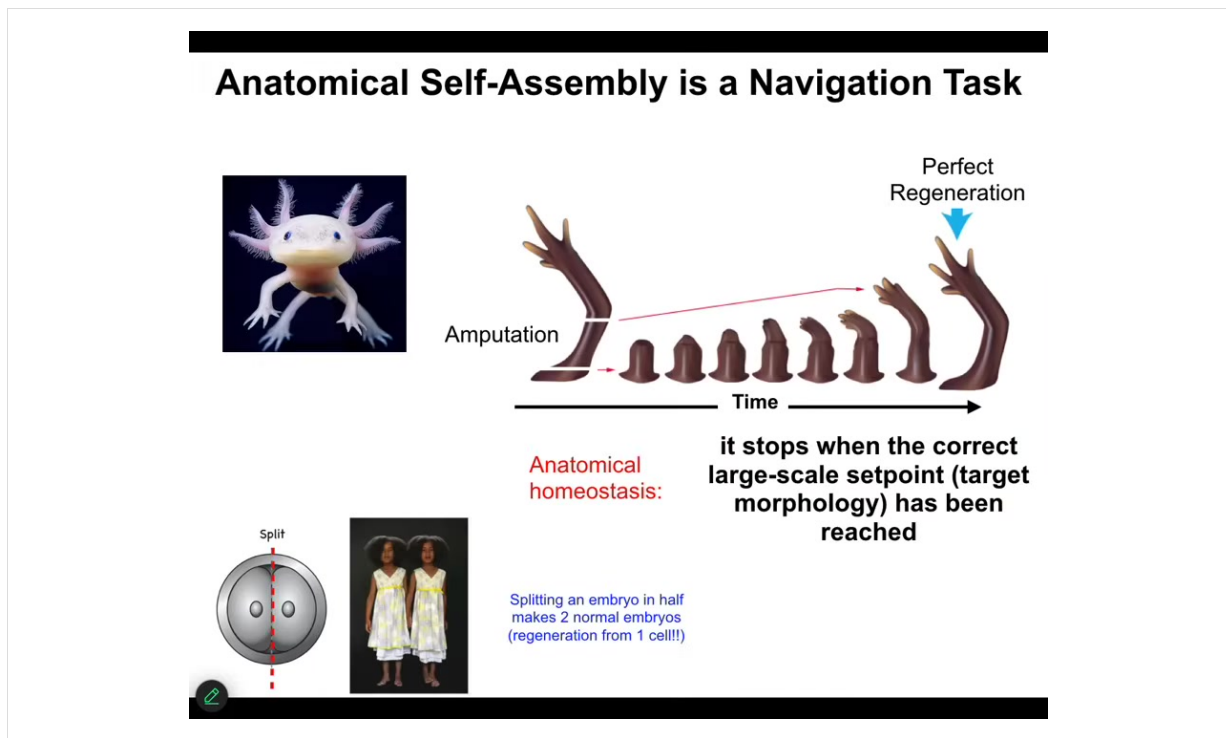 Anatomical Self-Assembly is a Navigation Task
Perfect
Regeneration
Amputation
Time
Anatomical
homeostasis:
it stops when the correct
large-scale setpoint (target
morphology) has been
reached
Split
Splitting an embryo in half
makes 2 normal embryos
(regeneration from 1 cell!!)